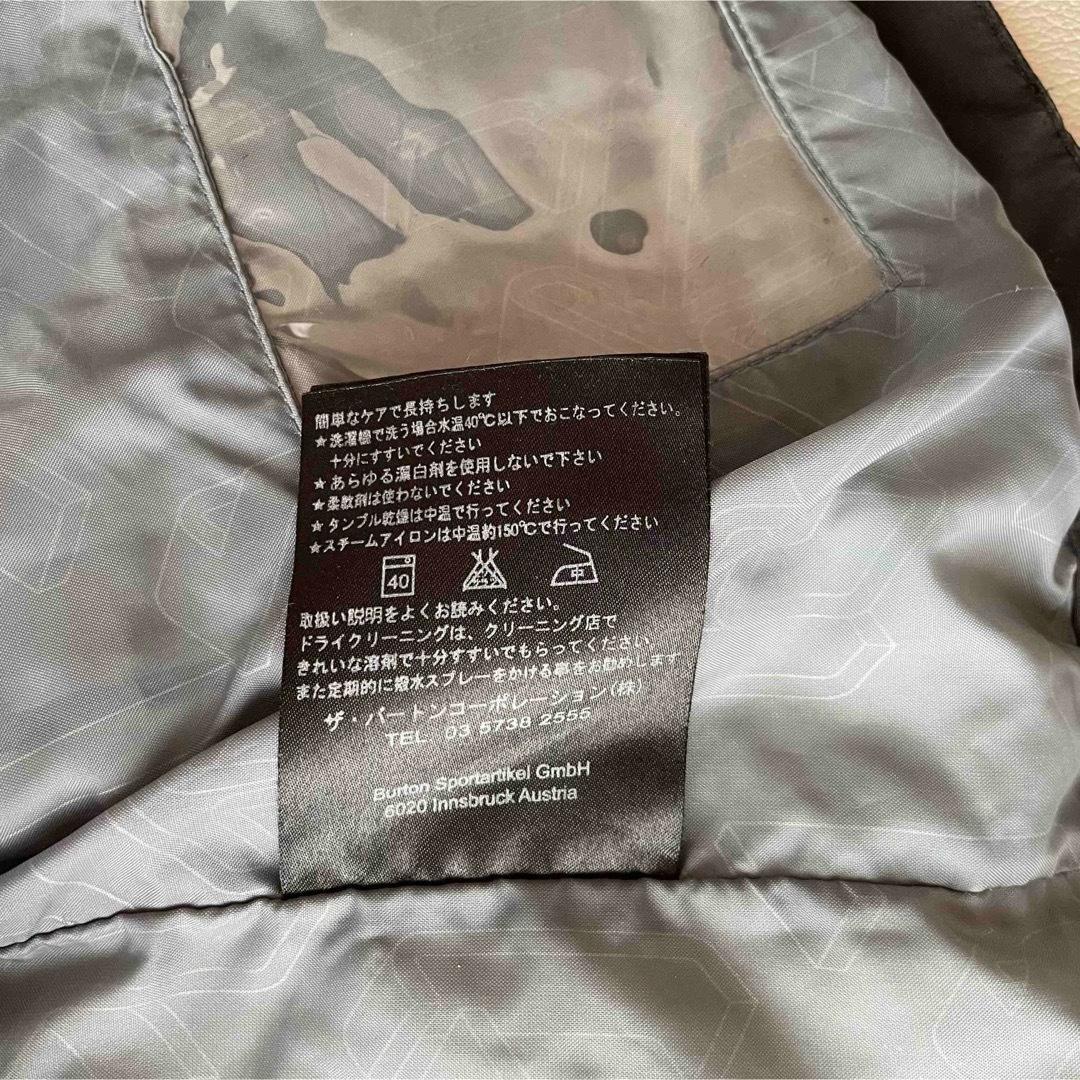 簡単なケアで長持ちします
★洗濯機で洗う場合水温40℃以下でおこなってください。
十分にすすいでください
★あらゆる漂白剤を使用しないで下さい
★柔軟剤は使わないでください
★タンブル乾燥は中温で行ってください
★スチームアイロンは中温約150℃で行ってください
40 中
取扱い説明をよくお読みください。
ドライクリーニングは、クリーニング店で
きれいな溶剤で十分すすいでもらってください。
また定期的に撥水スプレーをかける事をお勧めします
ザ・バートンコーポレーション(株)
TEL 03 5738 2555
Burton Sportartikel GmbH
6020 Innsbruck Austria